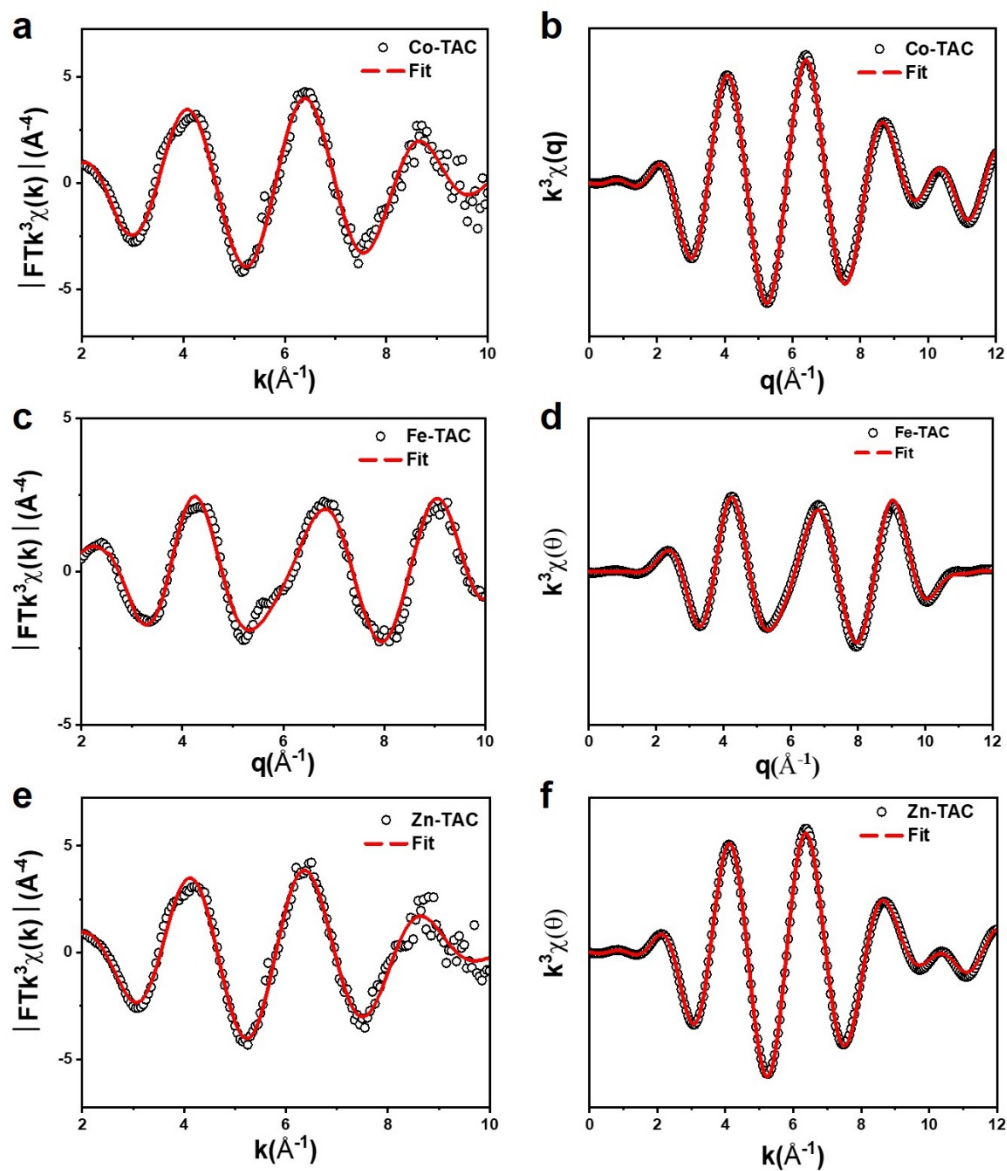 a
Co-TAC
Fit
|FTk³χ(k)|(Å⁻⁴)
5
0
-5
2 4 6 8 10
k(Å⁻¹)
b
Co-TAC
Fit
k³χ(q)
0 2 4 6 8 10 12
q(Å⁻¹)
c
Fe-TAC
Fit
|FTk³χ(k)|(Å⁻⁴)
5
0
-5
2 4 6 8 10
q(Å⁻¹)
d
Fe-TAC
Fit
k³χ(θ)
0 2 4 6 8 10 12
q(Å⁻¹)
e
Zn-TAC
Fit
|FTk³χ(k)|(Å⁻⁴)
5
0
-5
2 4 6 8 10
k(Å⁻¹)
f
Zn-TAC
Fit
k³χ(θ)
0 2 4 6 8 10 12
k(Å⁻¹)